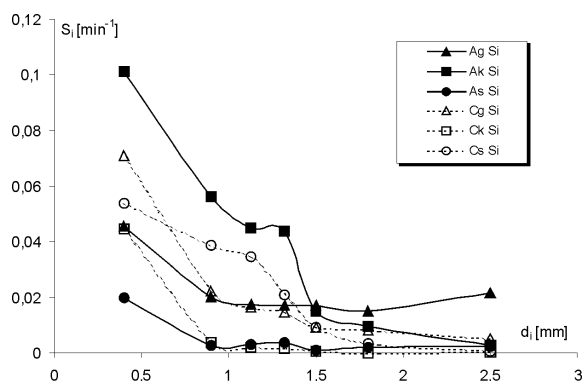 0,12
S_i [min⁻¹]
0,1
0,08
0,06
0,04
0,02
0
Ag Si
Ak Si
As Si
Cg Si
Ck Si
Cs Si
d_i [mm]
0 0.5 1 1.5 2 2.5 3